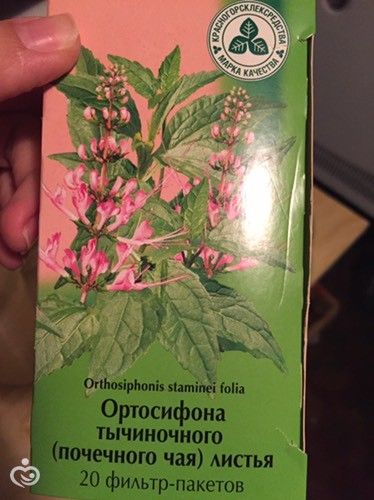 КРАСНОГОРСКЛЕКСРЕДСТВА
МАРКА КАЧЕСТВА
Orthosiphonis staminei folia
Ортосифона
тычиночного
(почечного чая) листья
20 фильтр-пакетов